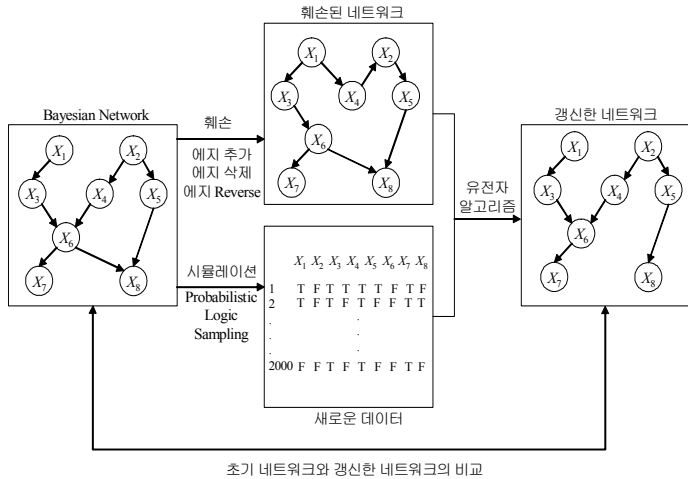 훼손된 네트워크
X1
X2
X3
X4
X5
X6
X7
X8
Bayesian Network
X1
X2
X3
X4
X5
X6
X7
X8
훼손
에지 추가
에지 삭제
에지 Reverse
시뮬레이션
Probabilistic
Logic
Sampling
X1 X2 X3 X4 X5 X6 X7 X8
1 T F T T T T F T F
2 T F T F T F F T T
. .
. .
. .
2000 F F T F T F F T F
새로운 데이터
유전자
알고리즘
갱신한 네트워크
X1
X2
X3
X4
X5
X6
X7
X8
초기 네트워크와 갱신한 네트워크의 비교